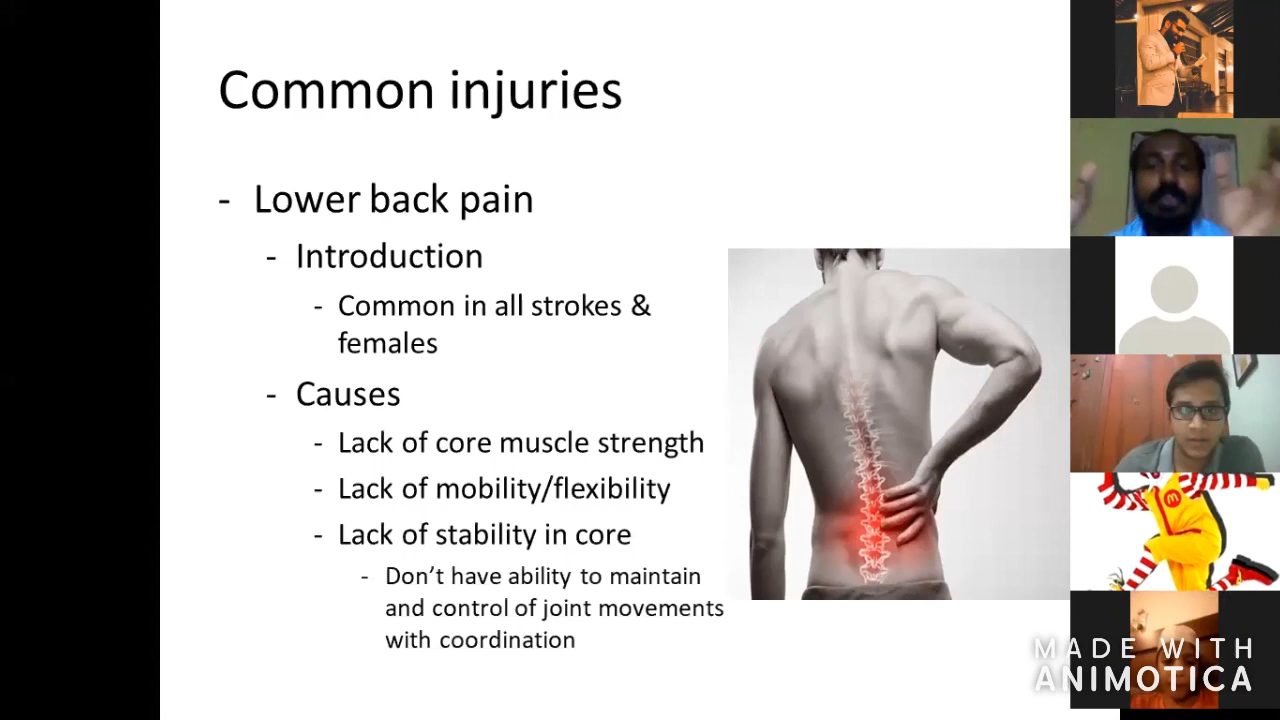 Common injuries
- Lower back pain
- Introduction
- Common in all strokes &
females
- Causes
- Lack of core muscle strength
- Lack of mobility/flexibility
- Lack of stability in core
- Don’t have ability to maintain
and control of joint movements
with coordination
MADE WITH
ANIMOTICA